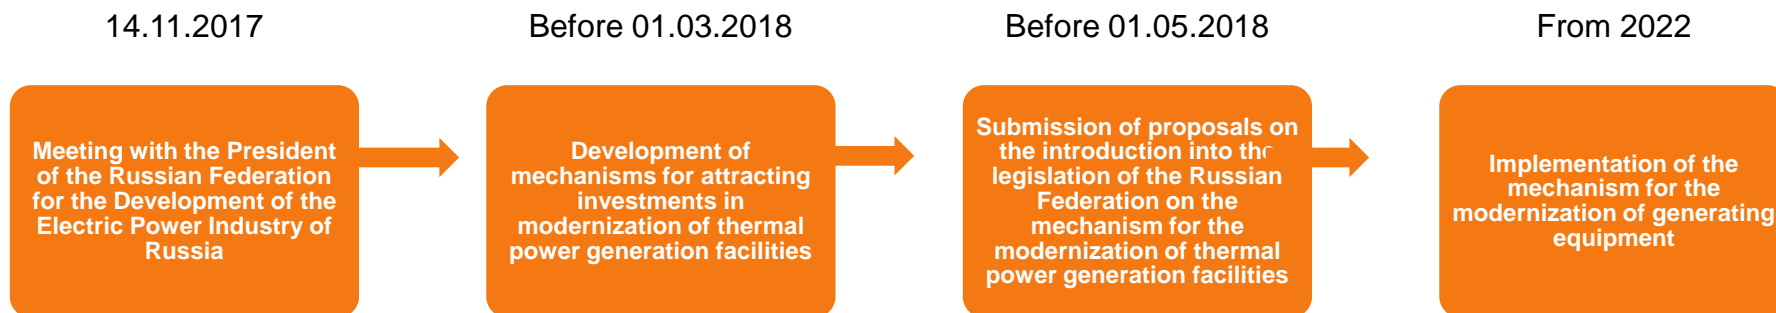 14.11.2017
Before 01.03.2018
Before 01.05.2018
From 2022
Meeting with the President
of the Russian Federation
for the Development of the
Electric Power Industry of
Russia
Development of
mechanisms for attracting
investments in
modernization of thermal
power generation facilities
Submission of proposals on
the introduction into the
legislation of the Russian
Federation on the
mechanism for the
modernization of thermal
power generation facilities
Implementation of the
mechanism for the
modernization of generating
equipment